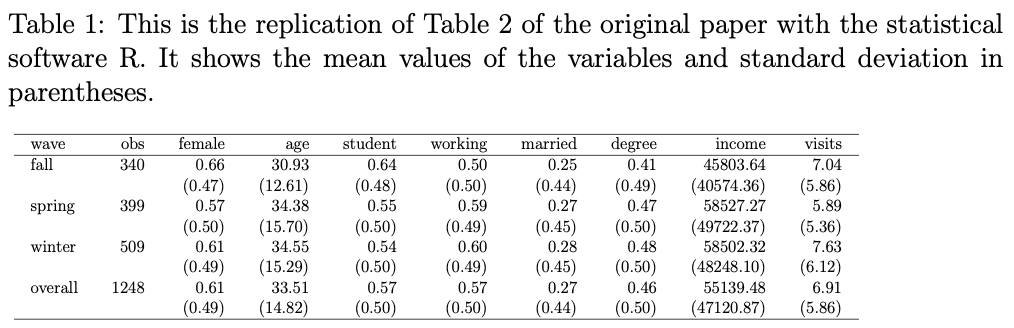 Table 1: This is the replication of Table 2 of the original paper with the statistical
software R. It shows the mean values of the variables and standard deviation in
parentheses.
wave obs female age student working married degree income visits
fall 340 0.66 30.93 0.64 0.50 0.25 0.41 45803.64 7.04
(0.47) (12.61) (0.48) (0.50) (0.44) (0.49) (40574.36) (5.86)
spring 399 0.57 34.38 0.55 0.59 0.27 0.47 58527.27 5.89
(0.50) (15.70) (0.50) (0.49) (0.45) (0.50) (49722.37) (5.36)
winter 509 0.61 34.55 0.54 0.60 0.28 0.48 58502.32 7.63
(0.49) (15.29) (0.50) (0.49) (0.45) (0.50) (48248.10) (6.12)
overall 1248 0.61 33.51 0.57 0.57 0.27 0.46 55139.48 6.91
(0.49) (14.82) (0.50) (0.50) (0.44) (0.50) (47120.87) (5.86)